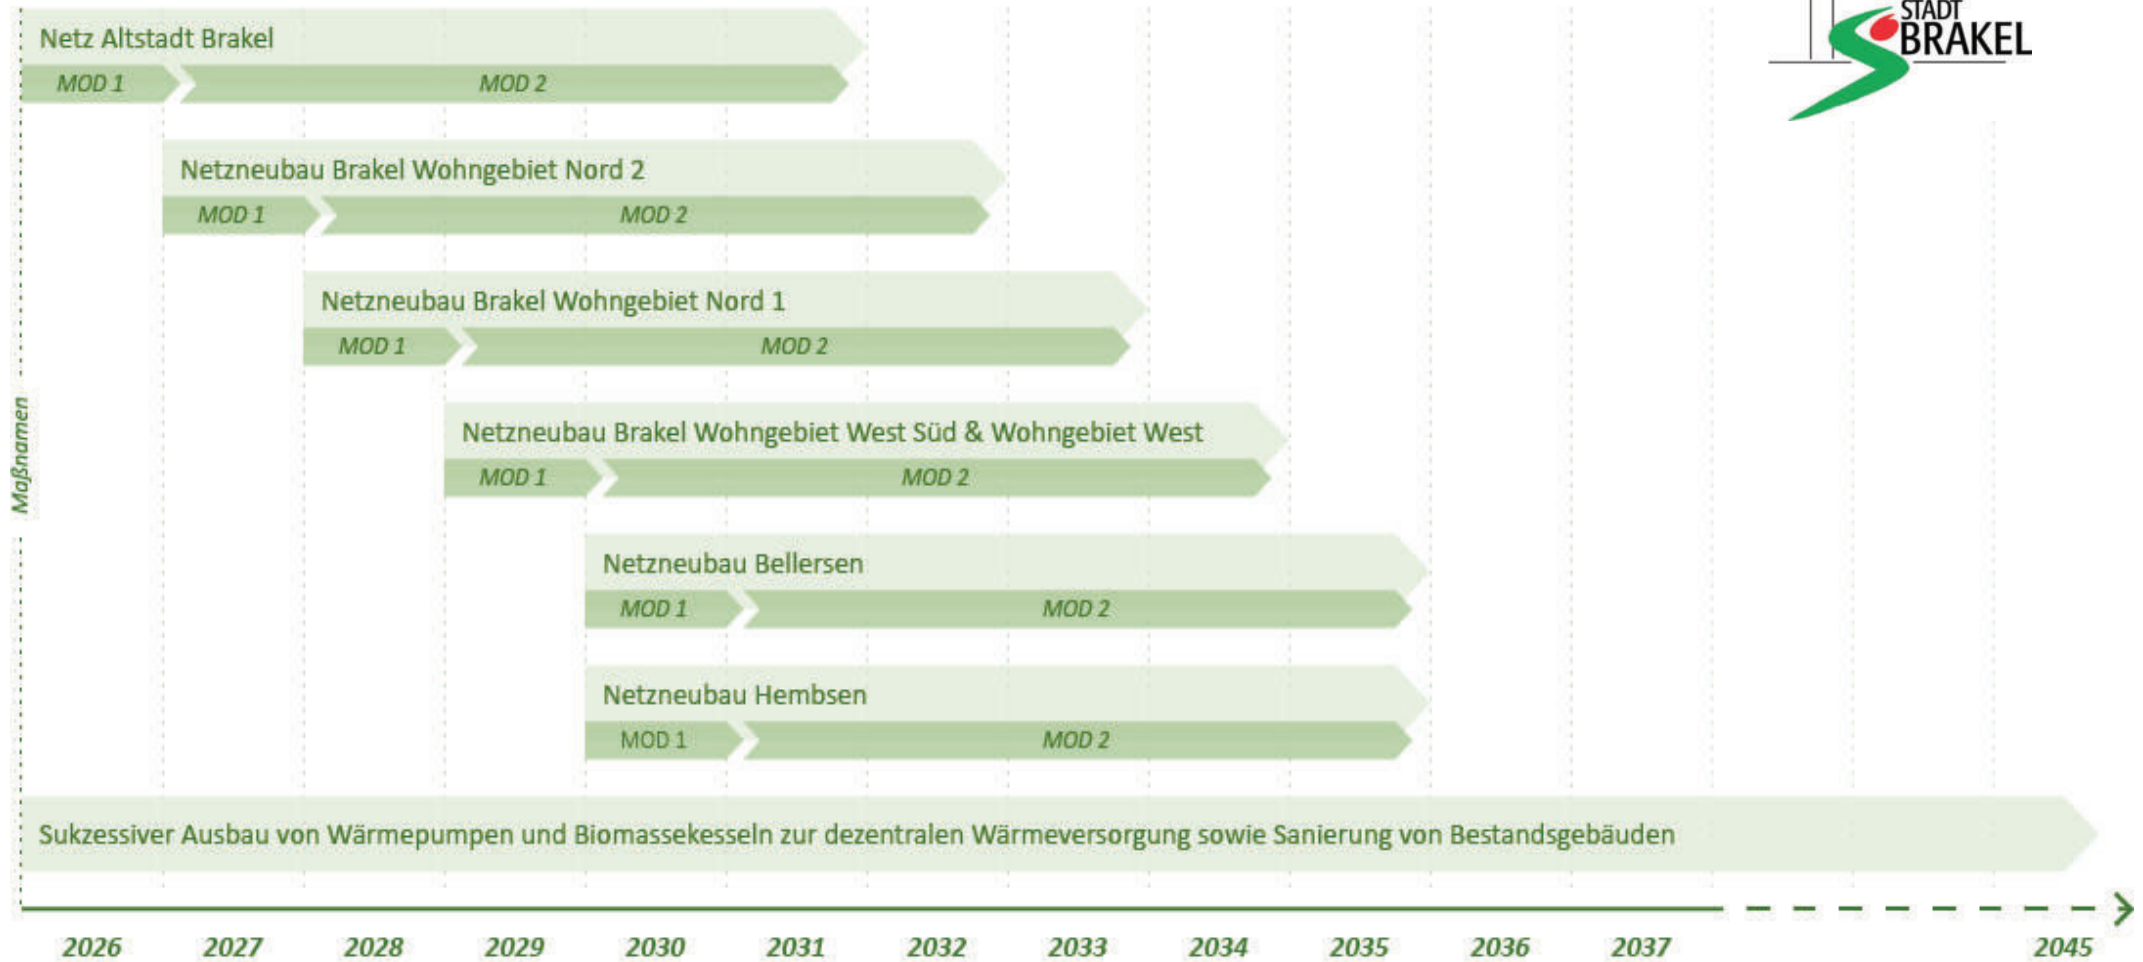 STADT
BRAKEL
Netz Altstadt Brakel
MOD 1 MOD 2
Netzneubau Brakel Wohngebiet Nord 2
MOD 1 MOD 2
Netzneubau Brakel Wohngebiet Nord 1
MOD 1 MOD 2
Netzneubau Brakel Wohngebiet West Süd & Wohngebiet West
MOD 1 MOD 2
Maßnamen
Netzneubau Bellersen
MOD 1 MOD 2
Netzneubau Hembsen
MOD 1 MOD 2
Sukzessiver Ausbau von Wärmepumpen und Biomassekesseln zur dezentralen Wärmeversorgung sowie Sanierung von Bestandsgebäuden
2026 2027 2028 2029 2030 2031 2032 2033 2034 2035 2036 2037 2045